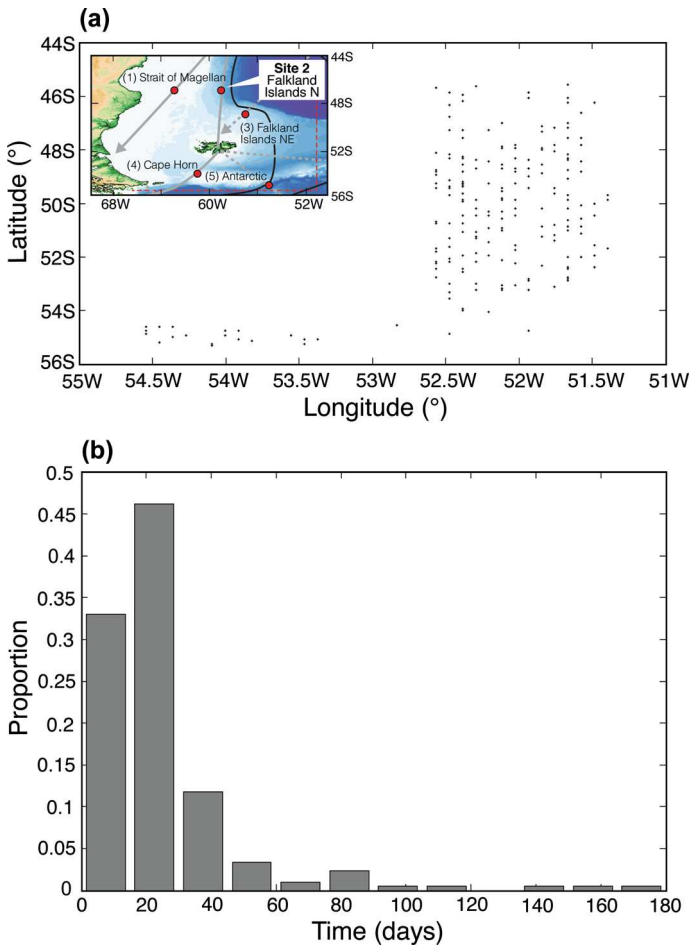 (a)
44S
46S
48S
50S
52S
54S
56S
Latitude (°)
55W
54.5W
54W
53.5W
53W
52.5W
52W
51.5W
51W
Longitude (°)
(1) Strait of Magellan
Site 2
Falkland
Islands N
(3) Falkland
Islands NE
(4) Cape Horn
(5) Antarctic
44S
48S
52S
56S
68W
60W
52W
(b)
0.5
0.45
0.4
0.35
0.3
0.25
0.2
0.15
0.1
0.05
0
Proportion
0
20
40
60
80
100
120
140
160
180
Time (days)